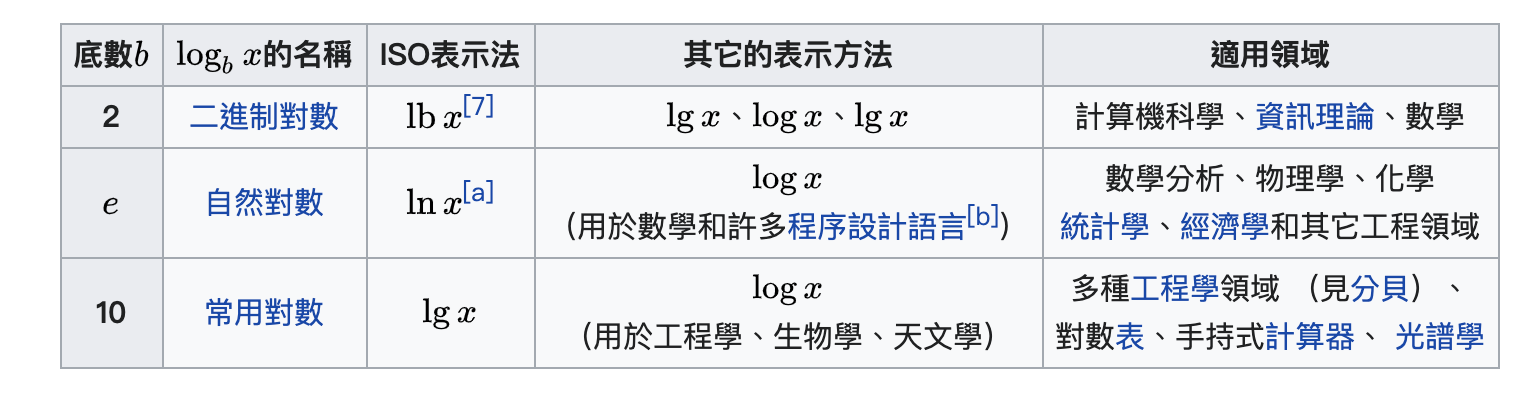 底數b log_b x的名稱 ISO表示法 其它的表示方法 適用領域
2 二進制對數 lb x[7] lg x、log x、lg x 計算機科學、資訊理論、數學
e 自然對數 ln x[a] log x
(用於數學和許多程序設計語言[b]) 數學分析、物理學、化學
統計學、經濟學和其它工程領域
10 常用對數 lg x log x
(用於工程學、生物學、天文學) 多種工程學領域 （見分貝）、
對數表、手持式計算器、 光譜學